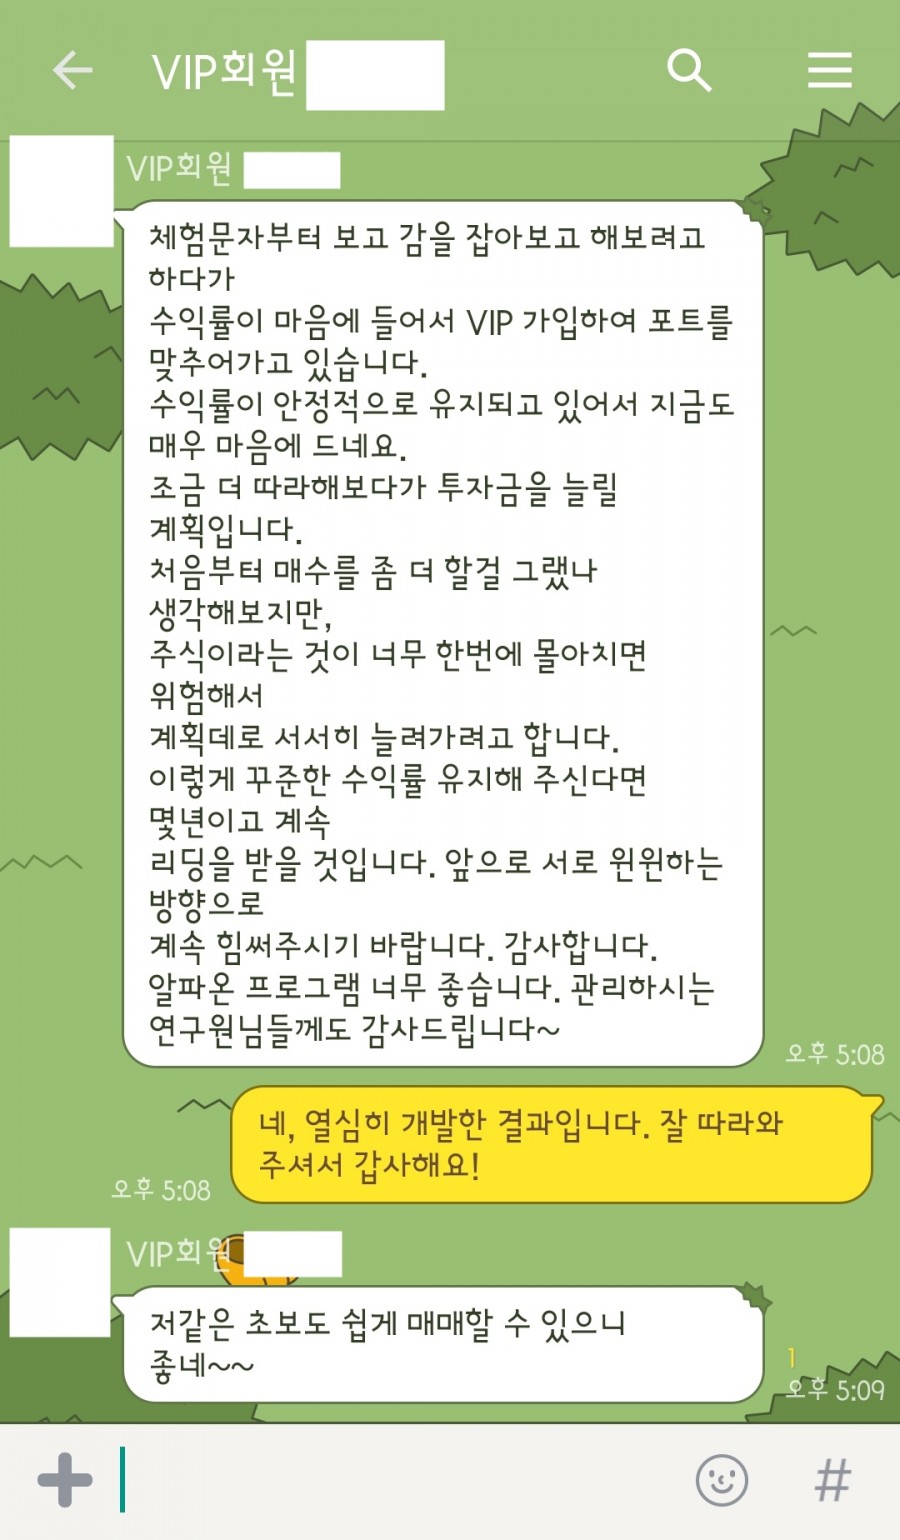 VIP회원
VIP회원
체험문자부터 보고 감을 잡아보고 해보려고
하다가
수익률이 마음에 들어서 VIP 가입하여 포트를
맞추어가고 있습니다.
수익률이 안정적으로 유지되고 있어서 지금도
매우 마음에 드네요.
조금 더 따라해보다가 투자금을 늘릴
계획입니다.
처음부터 매수를 좀 더 할걸 그랬나
생각해보지만,
주식이라는 것이 너무 한번에 몰아치면
위험해서
계획데로 서서히 늘려가려고 합니다.
이렇게 꾸준한 수익률 유지해 주신다면
몇년이고 계속
리딩을 받을 것입니다. 앞으로 서로 윈윈하는
방향으로
계속 힘써주시기 바랍니다. 감사합니다.
알파온 프로그램 너무 좋습니다. 관리하시는
연구원님들께도 감사드립니다~
오후 5:08
네, 열심히 개발한 결과입니다. 잘 따라와
주셔서 갑사해요!
오후 5:08
VIP회원
저같은 초보도 쉽게 매매할 수 있으니
좋네~~
1
오후 5:09
#